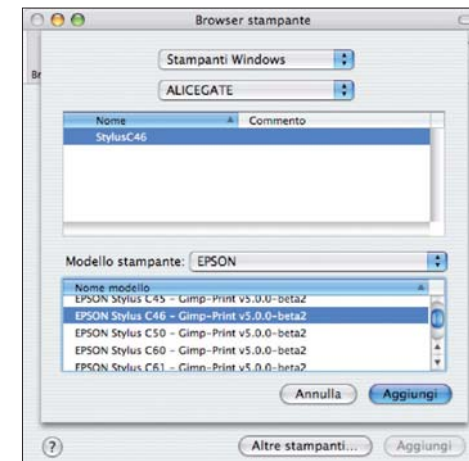 Browser stampante
Br
Stampanti Windows
ALICEGATE
Nome Commento
StylusC46
Modello stampante: EPSON
Nome modello
EPSON Stylus C45 - Gimp-Print v5.0.0-beta2
EPSON Stylus C46 - Gimp-Print v5.0.0-beta2
EPSON Stylus C50 - Gimp-Print v5.0.0-beta2
EPSON Stylus C60 - Gimp-Print v5.0.0-beta2
EPSON Stylus C61 - Gimp-Print v5.0.0-beta2
Annulla Aggiungi
? Altre stampanti... Aggiungi